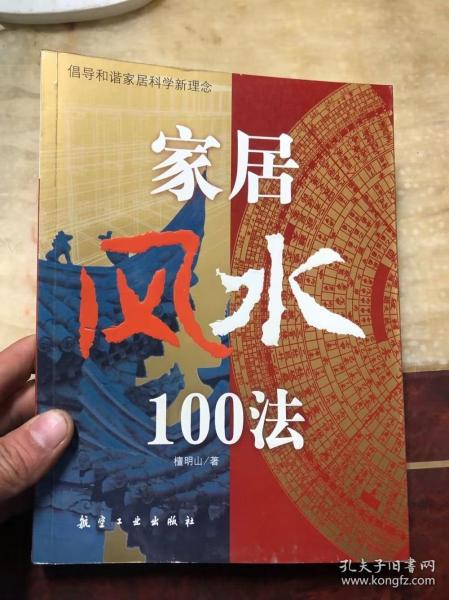 倡导和谐家居科学新理念
家居
风水
100法
檀明山/著
航空工业出版社
孔夫子旧书网
www.kongfz.com